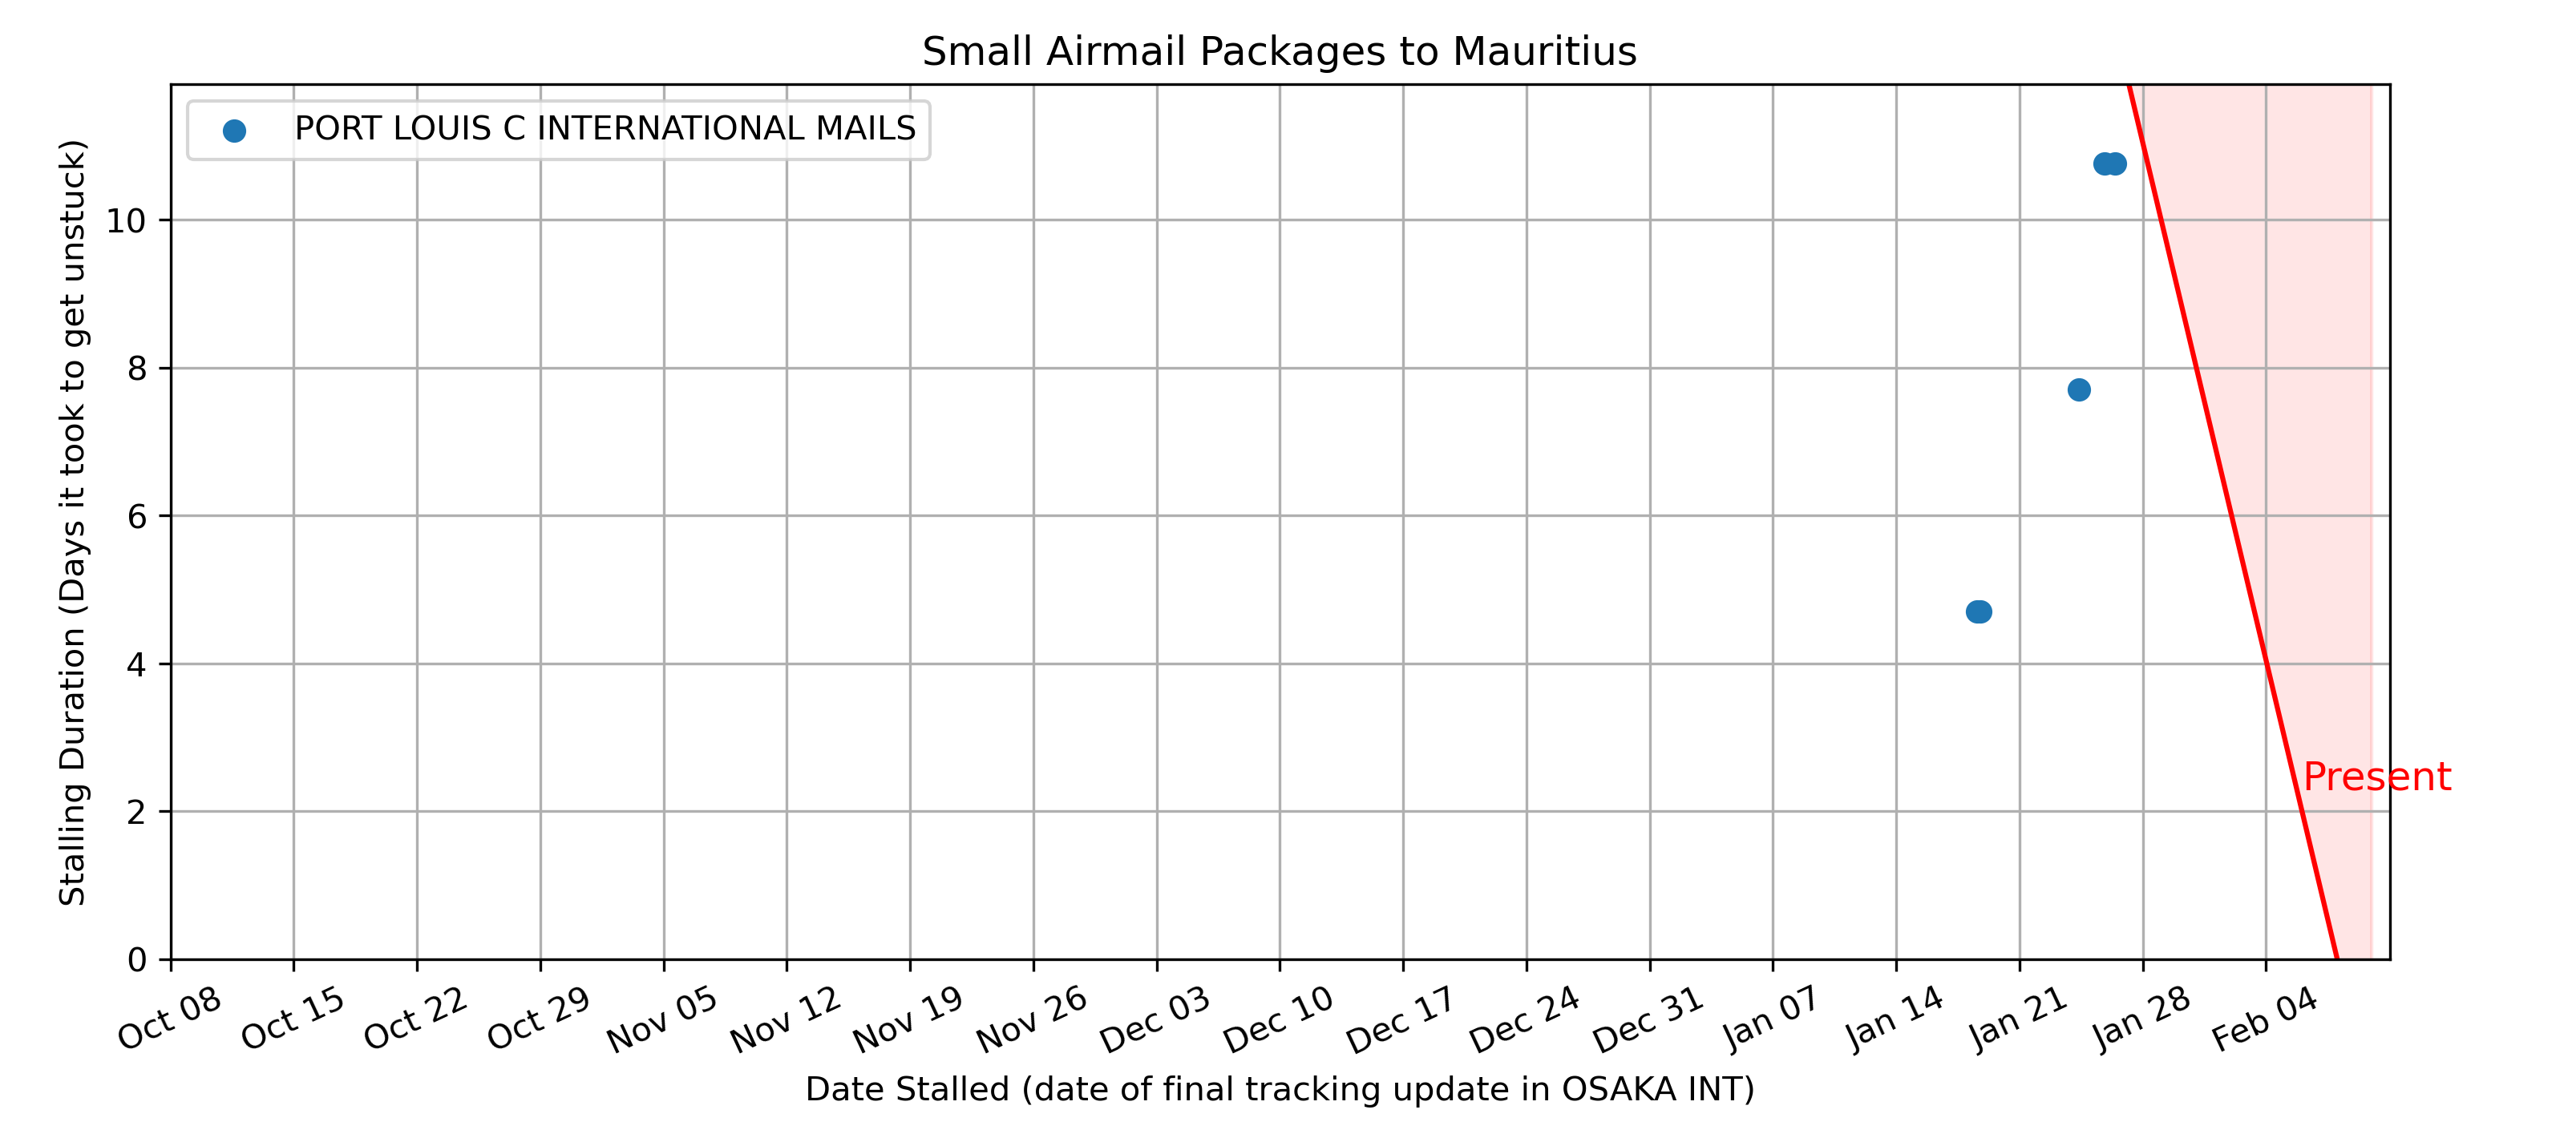 Small Airmail Packages to Mauritius
PORT LOUIS C INTERNATIONAL MAILS
Stalling Duration (Days it took to get unstuck)
10
8
6
4
2
0
Present
Oct 08
Oct 15
Oct 22
Oct 29
Nov 05
Nov 12
Nov 19
Nov 26
Dec 03
Dec 10
Dec 17
Dec 24
Dec 31
Jan 07
Jan 14
Jan 21
Jan 28
Feb 04
Date Stalled (date of final tracking update in OSAKA INT)